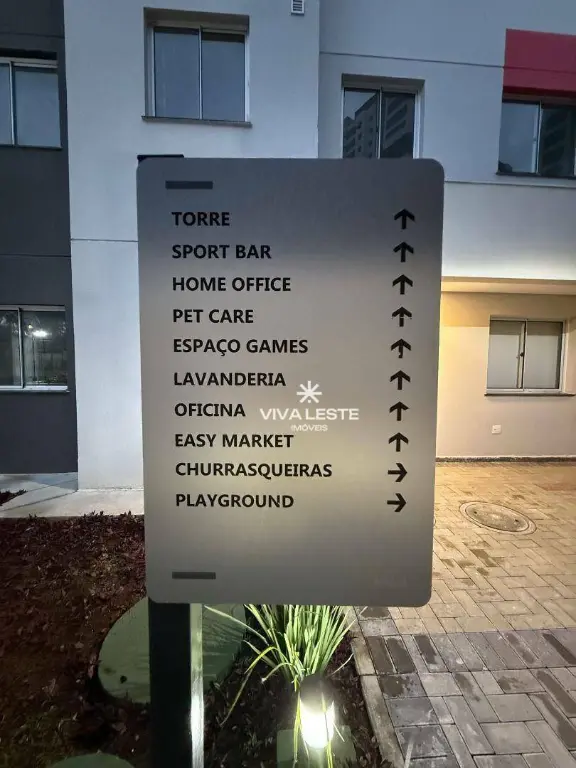 TORRE ↑
SPORT BAR ↑
HOME OFFICE ↑
PET CARE ↑
ESPAÇO GAMES ↑
LAVANDERIA ↑
OFICINA ↑
VIVA LESTE
IMÓVEIS
EASY MARKET ↑
CHURRASQUEIRAS →
PLAYGROUND →